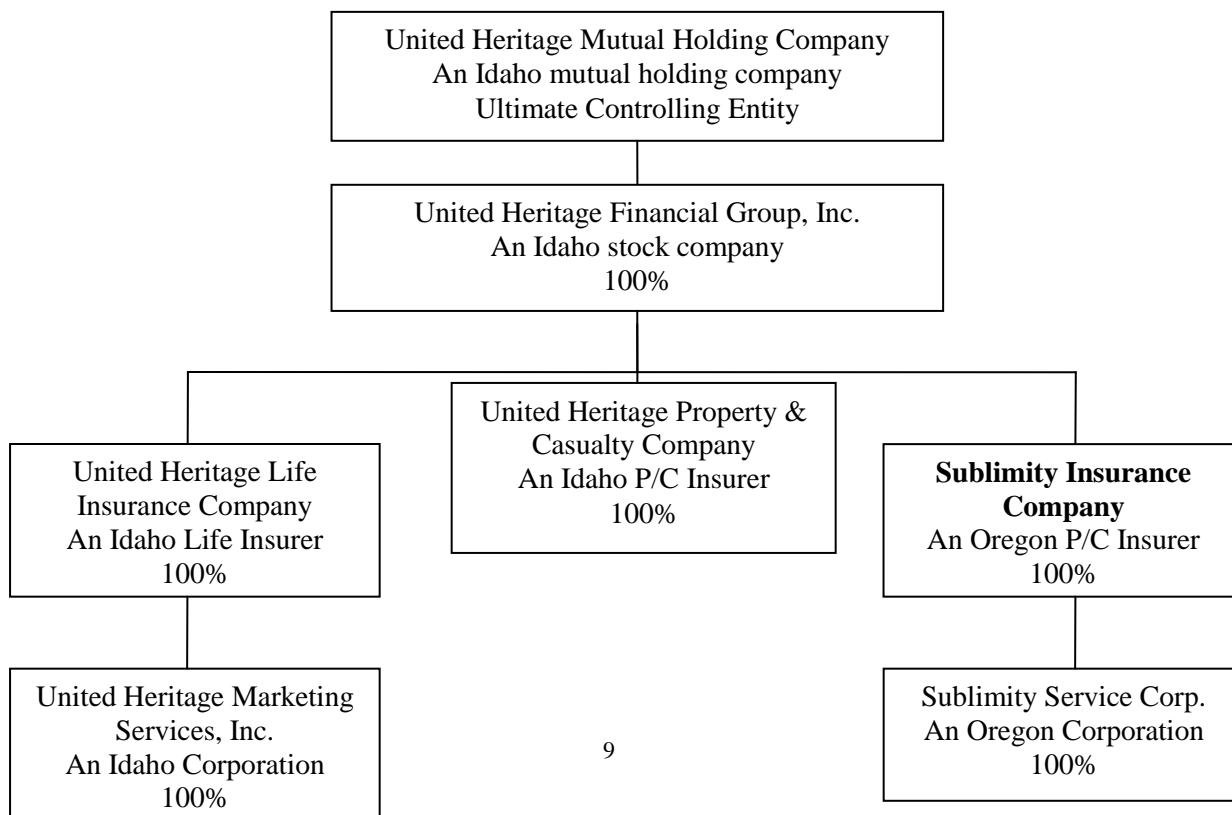 United Heritage Mutual Holding Company
An Idaho mutual holding company
Ultimate Controlling Entity
United Heritage Financial Group, Inc.
An Idaho stock company
100%
United Heritage Life
Insurance Company
An Idaho Life Insurer
100%
United Heritage Property &
Casualty Company
An Idaho P/C Insurer
100%
Sublimity Insurance
Company
An Oregon P/C Insurer
100%
United Heritage Marketing
Services, Inc.
An Idaho Corporation
100%
Sublimity Service Corp.
An Oregon Corporation
100%
9